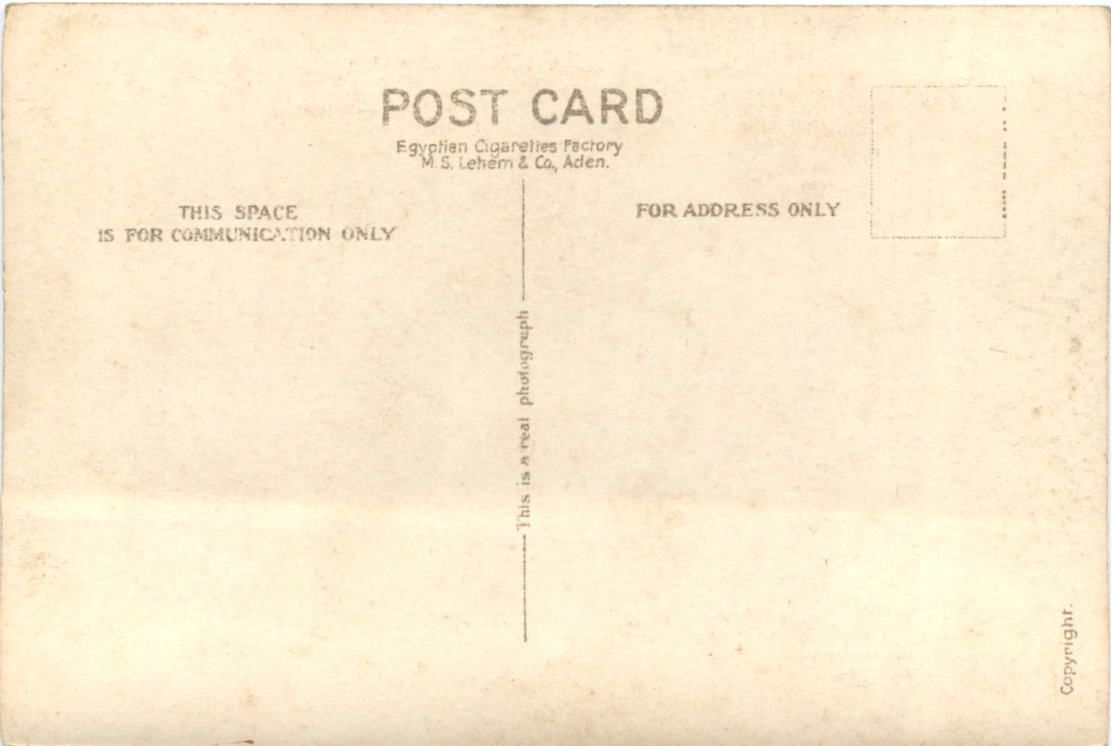 POST CARD
Egyptian Cigarettes Factory
M. S. Lehem & Co., Aden.
THIS SPACE
IS FOR COMMUNICATION ONLY
FOR ADDRESS ONLY
This is a real photograph
Copyright.